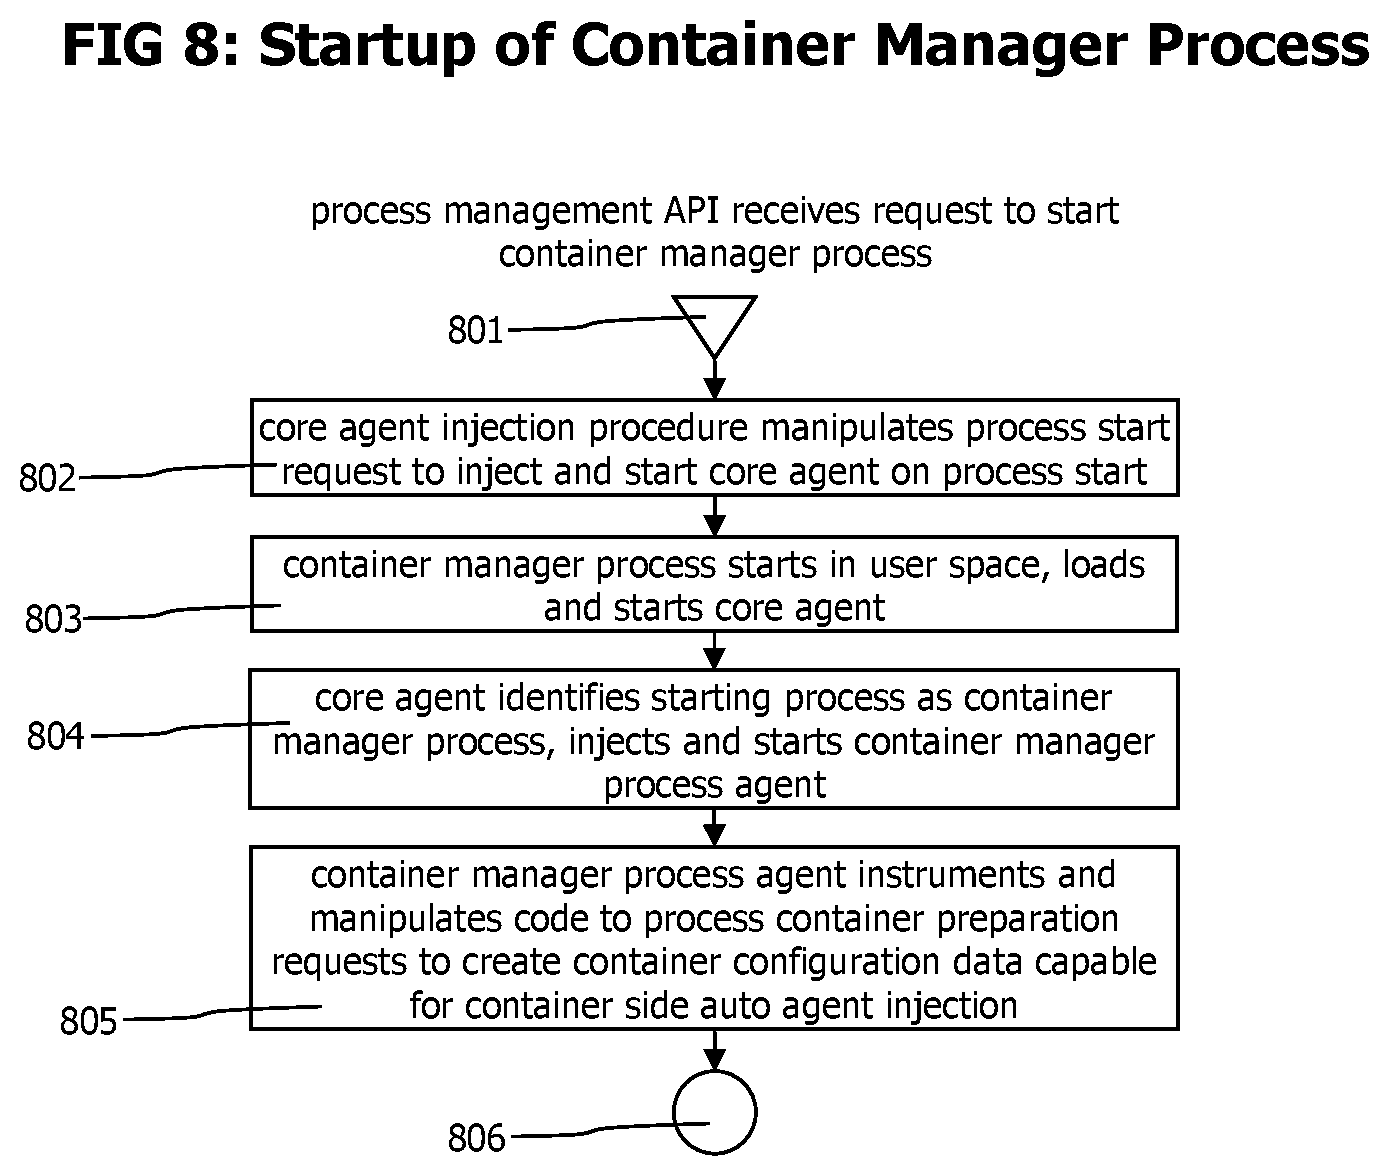 FIG 8: Startup of Container Manager Process
process management API receives request to start
container manager process
801
core agent injection procedure manipulates process start
request to inject and start core agent on process start
802
container manager process starts in user space, loads
and starts core agent
803
core agent identifies starting process as container
manager process, injects and starts container manager
process agent
804
container manager process agent instruments and
manipulates code to process container preparation
requests to create container configuration data capable
for container side auto agent injection
805
806